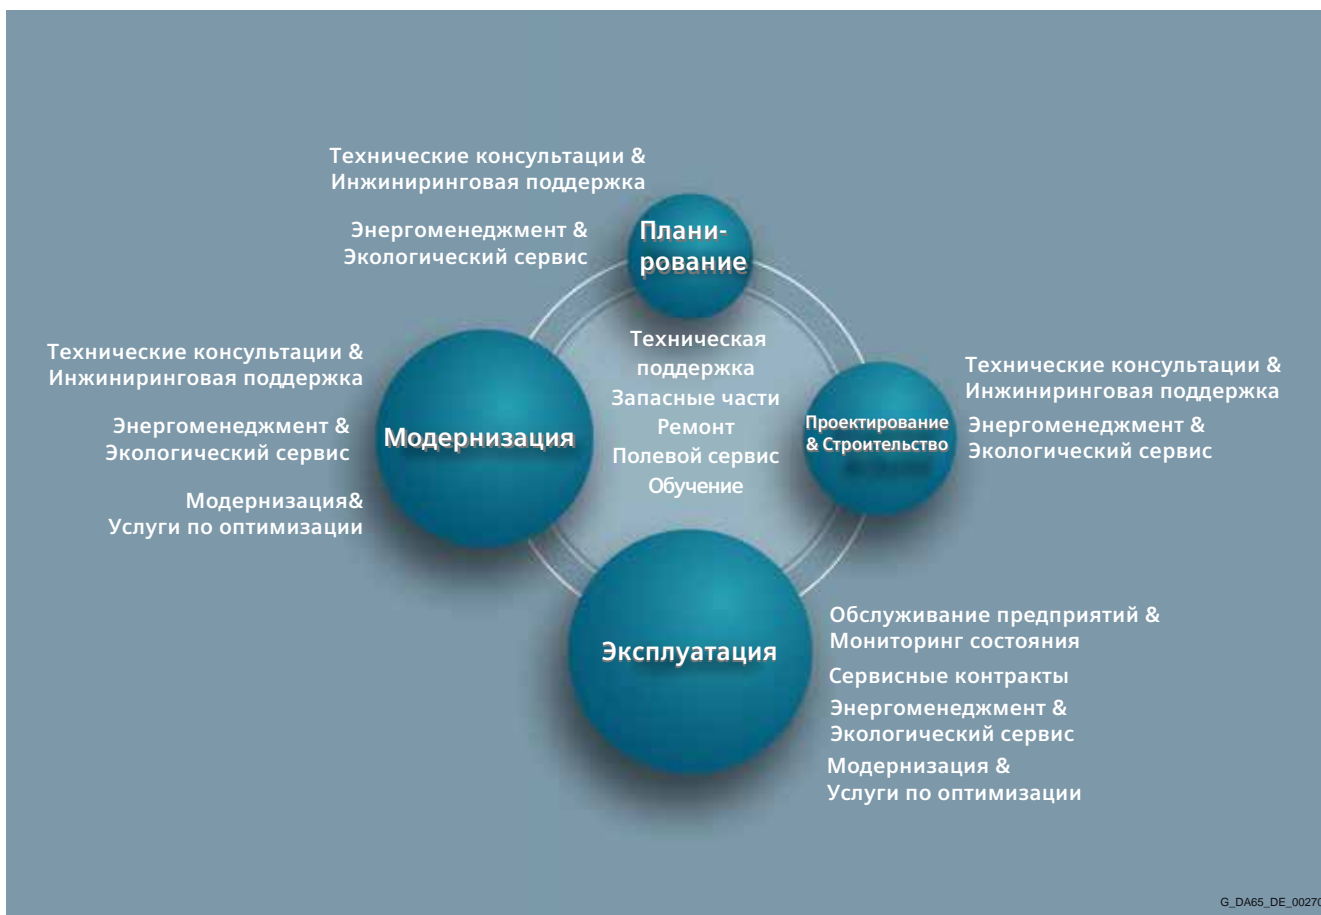 Технические консультации &
Инжиниринговая поддержка
Энергоменеджмент &
Экологический сервис
Плани-
рование
Технические консультации &
Инжиниринговая поддержка
Энергоменеджмент &
Экологический сервис
Модернизация&
Услуги по оптимизации
Модернизация
Техническая
поддержка
Запасные части
Ремонт
Полевой сервис
Обучение
Проектирование
& Строительство
Технические консультации &
Инжиниринговая поддержка
Энергоменеджмент &
Экологический сервис
Эксплуатация
Обслуживание предприятий &
Мониторинг состояния
Сервисные контракты
Энергоменеджмент &
Экологический сервис
Модернизация &
Услуги по оптимизации
G_DA65_DE_00270